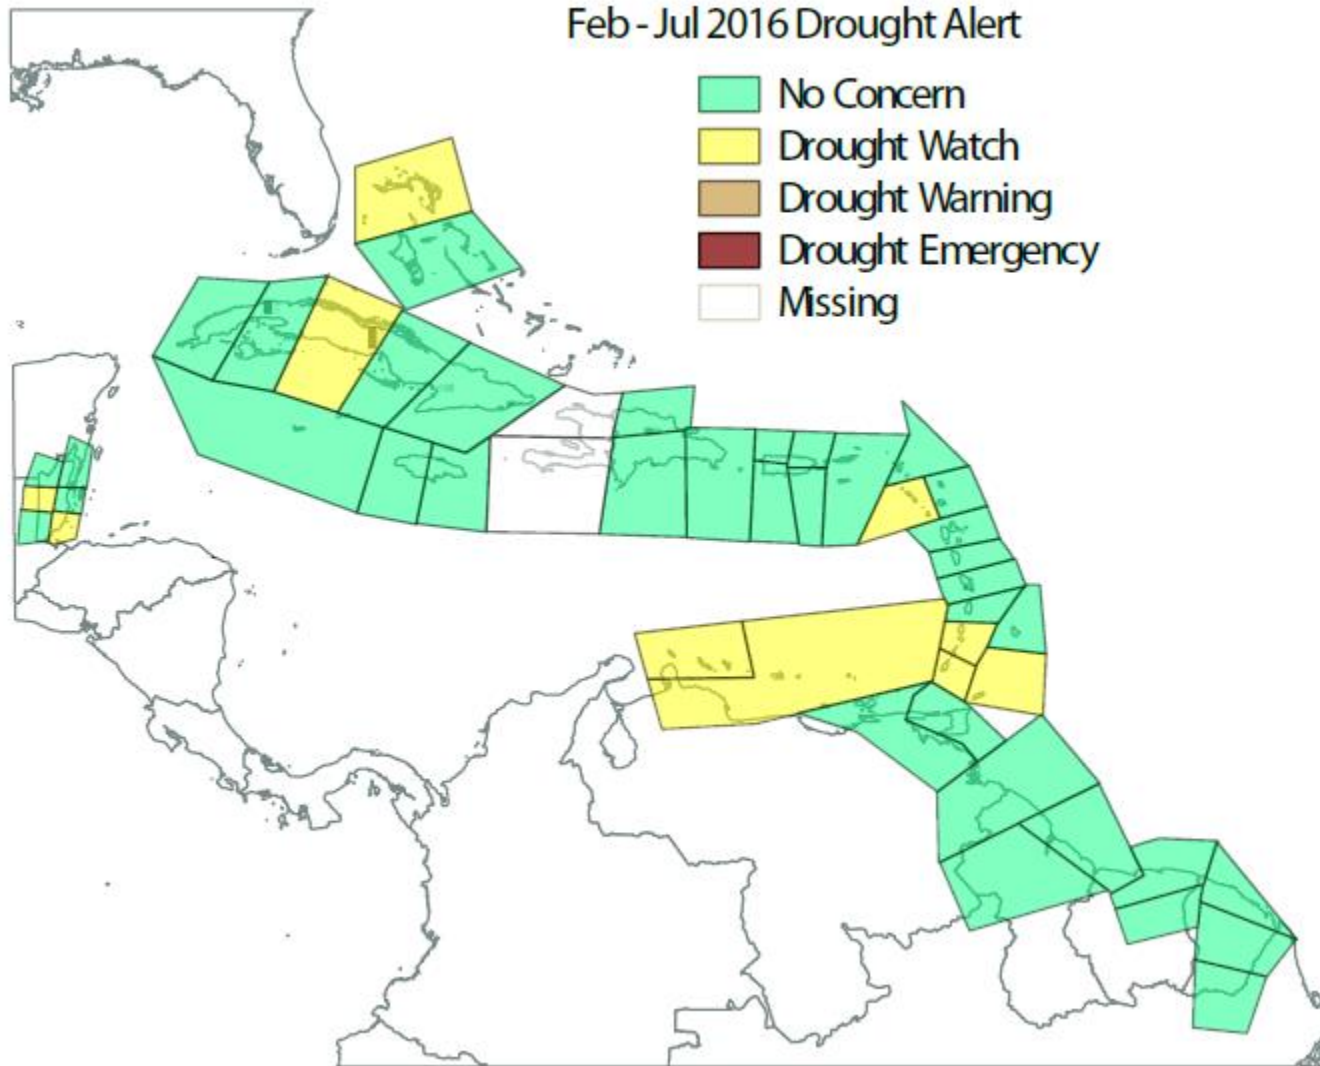 Feb - Jul 2016 Drought Alert
No Concern
Drought Watch
Drought Warning
Drought Emergency
Missing